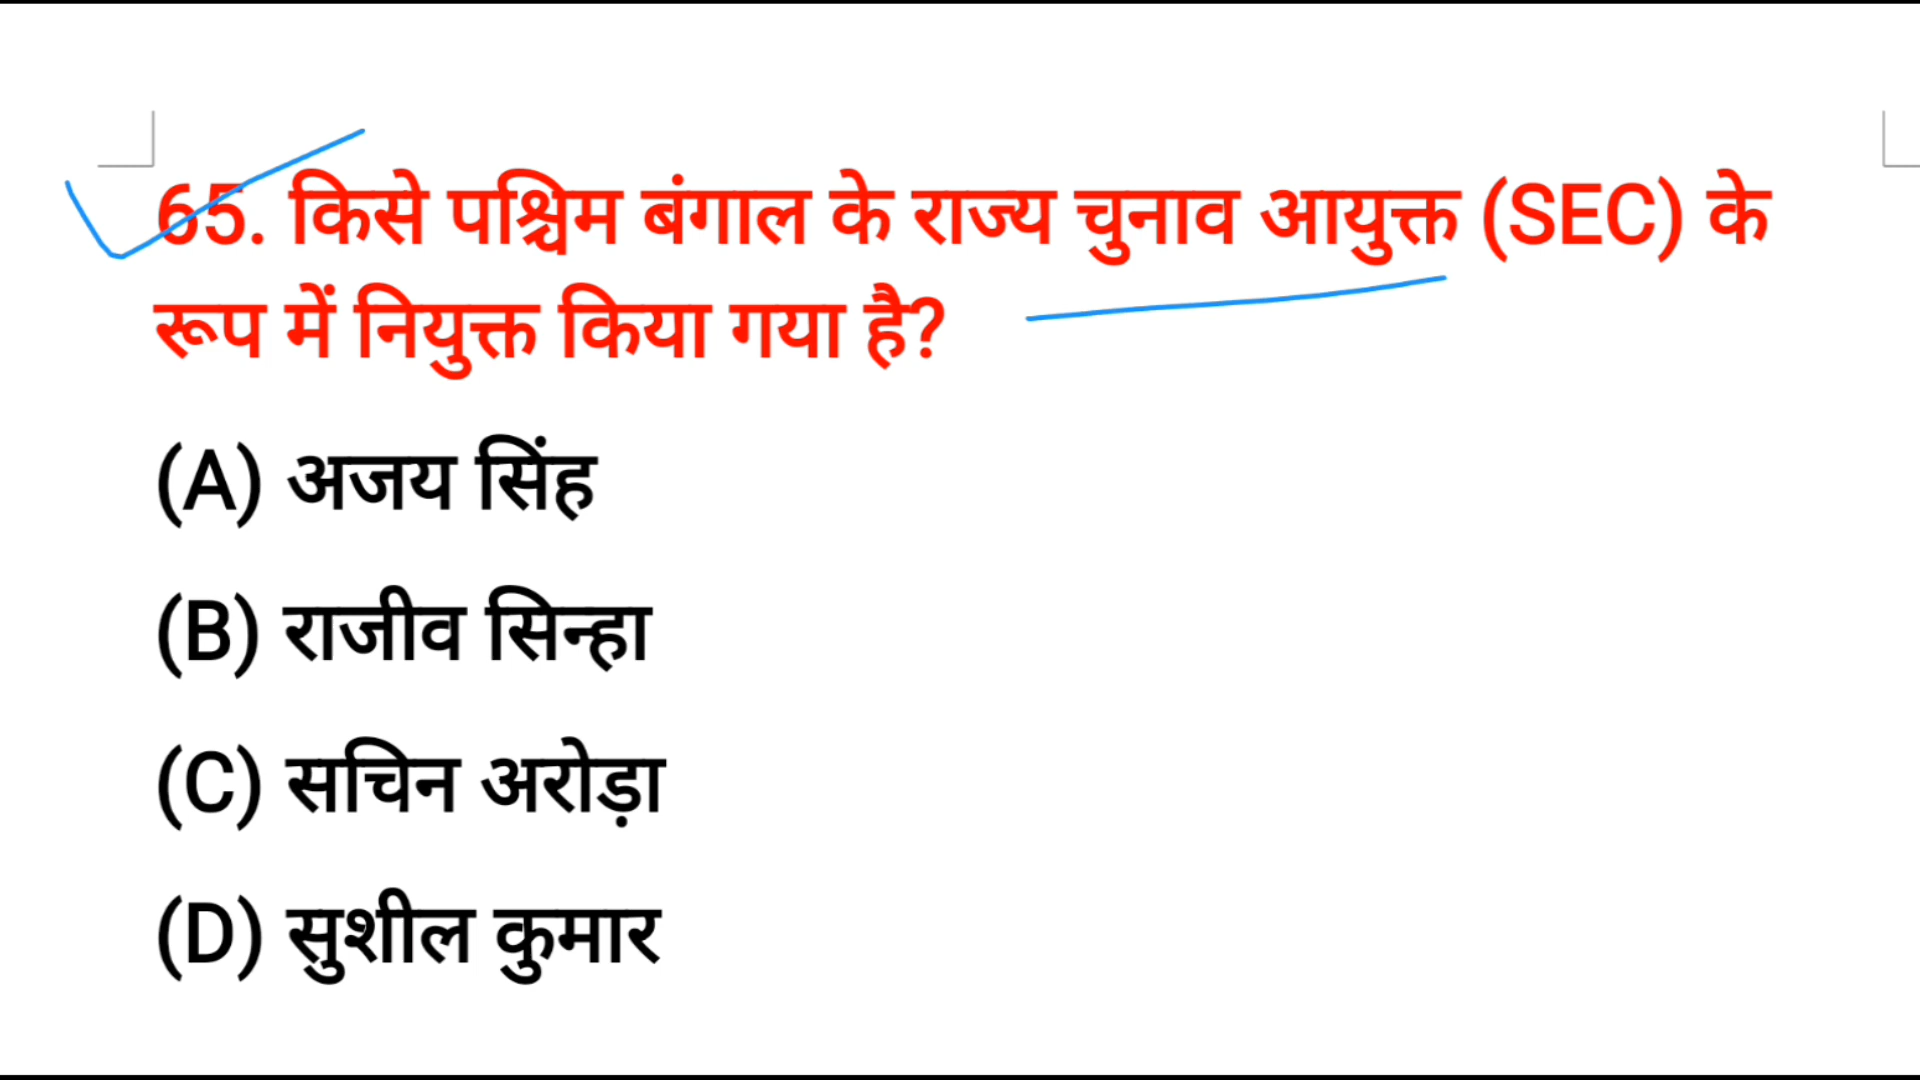 65. किसे पश्चिम बंगाल के राज्य चुनाव आयुक्त (SEC) के
रूप में नियुक्त किया गया है?
(A) अजय सिंह
(B) राजीव सिन्हा
(C) सचिन अरोड़ा
(D) सुशील कुमार